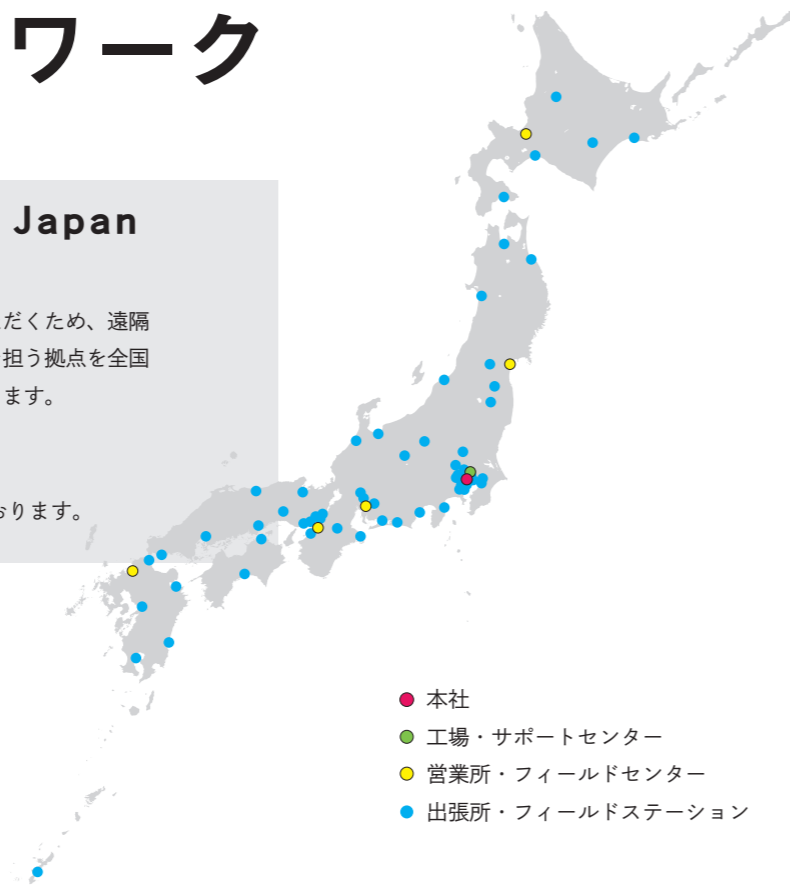 ワーク
Japan
だくため、遠隔
担う拠点を全国
ます。
おります。
本社
工場・サポートセンター
営業所・フィールドセンター
出張所・フィールドステーション